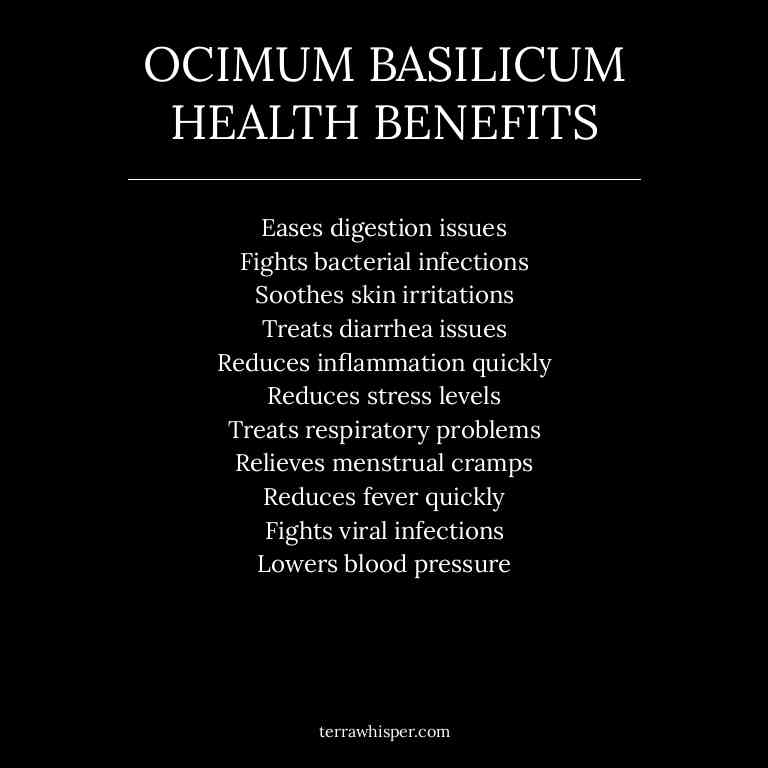 OCIMUM BASILICUM
HEALTH BENEFITS
Eases digestion issues
Fights bacterial infections
Soothes skin irritations
Treats diarrhea issues
Reduces inflammation quickly
Reduces stress levels
Treats respiratory problems
Relieves menstrual cramps
Reduces fever quickly
Fights viral infections
Lowers blood pressure
terrawhisper.com